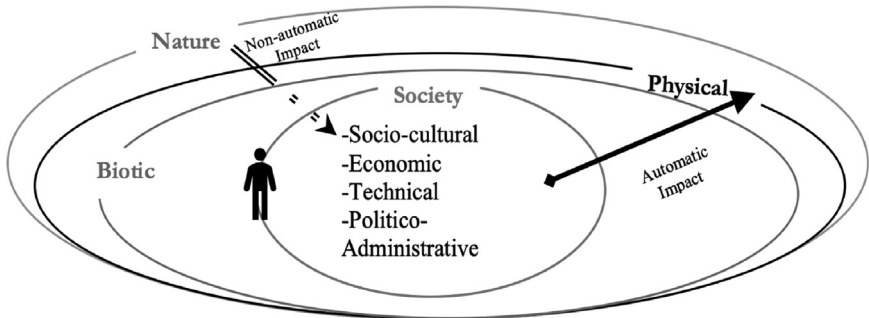 Nature
Non-automatic
Impact
Physical
Society
-Socio-cultural
-Economic
-Technical
-Politico-
Administrative
Biotic
Automatic
Impact